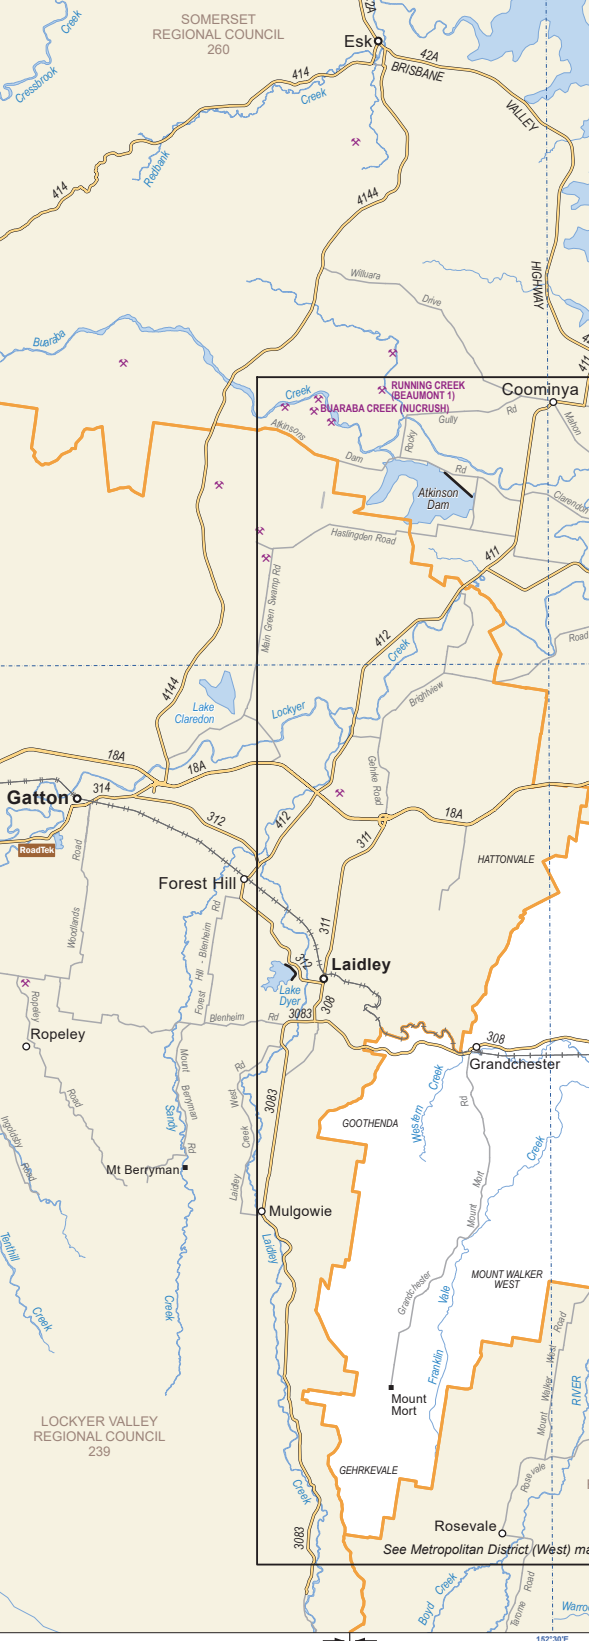 SOMERSET
REGIONAL COUNCIL
260
Creek
Cressbrook
Esk
42A
BRISBANE
VALLEY
HIGHWAY
414
Creek
Redbank
414
4144
Willuara
Drive
Buaraba
RUNNING CREEK
(BEAUMONT 1)
Creek
BUARABA CREEK (NUCRUSH)
Coominya
411
Mahon
Rd
Gully
Rocky
Atkinsons
Dam
Rd
Atkinson
Dam
Clarendon
Haslingden Road
411
Main Green Swamp Rd
412
Creek
Road
4144
Lake
Claredon
Lockyer
Brightview
18A
18A
Gehrke Road
Gatton
314
312
412
311
18A
RoadTek
HATTONVALE
Road
Woodlands
Forest Hill
Forest Hill - Blenheim
Rd
311
312
Laidley
Lake
Dyer
308
3083
Blenheim
Rd
308
Grandchester
Ropeley
Ropeley
Road
Mount Berryman
Rd
Sandy
Creek
Rd
West
Creek
Laidley
3083
GOOTHENDA
Western
Creek
Rd
Mort
Mount
Creek
Ingoldsby
Road
Mt Berryman
Mulgowie
Laidley
Tenthill
Creek
MOUNT WALKER
WEST
Grandchester
Vale
Franklin
Mount
Mort
Mount Walker West Road
RIVER
LOCKYER VALLEY
REGIONAL COUNCIL
239
GEHRKEVALE
Creek
3083
Rosevale
Rosevale
See Metropolitan District (West) ma
Boyd Creek
Tarome Road
Warro
152°30'E